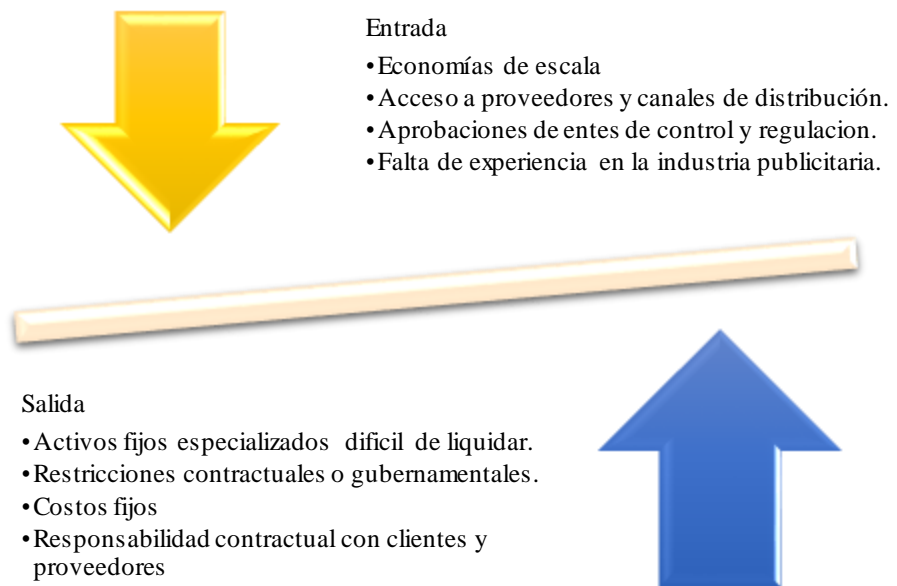 Entrada
•Economías de escala
•Acceso a proveedores y canales de distribución.
•Aprobaciones de entes de control y regulacion.
•Falta de experiencia en la industria publicitaria.
Salida
•Activos fijos especializados dificil de liquidar.
•Restricciones contractuales o gubernamentales.
•Costos fijos
•Responsabilidad contractual con clientes y
proveedores